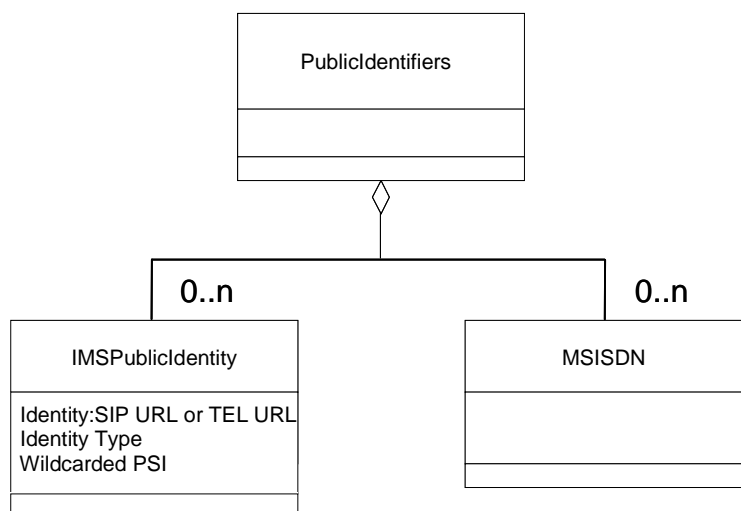 PublicIdentifiers
0..n
0..n
IMSPublicIdentity
MSISDN
Identity:SIP URL or TEL URL
Identity Type
Wildcarded PSI